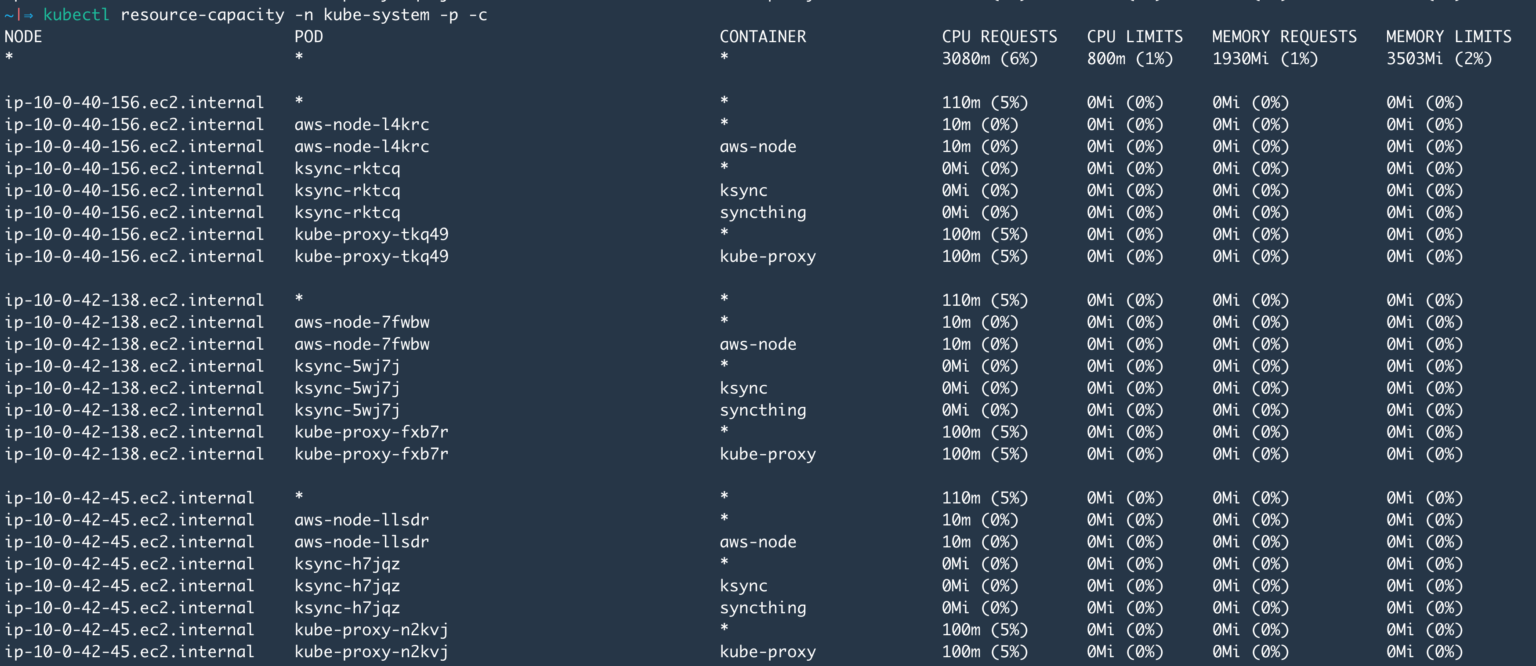 ~|⇒ kubectl resource-capacity -n kube-system -p -c
NODE POD CONTAINER CPU REQUESTS CPU LIMITS MEMORY REQUESTS MEMORY LIMITS
* * * 3080m (6%) 800m (1%) 1930Mi (1%) 3503Mi (2%)
ip-10-0-40-156.ec2.internal * * 110m (5%) 0Mi (0%) 0Mi (0%) 0Mi (0%)
ip-10-0-40-156.ec2.internal aws-node-l4krc * 10m (0%) 0Mi (0%) 0Mi (0%) 0Mi (0%)
ip-10-0-40-156.ec2.internal aws-node-l4krc aws-node 10m (0%) 0Mi (0%) 0Mi (0%) 0Mi (0%)
ip-10-0-40-156.ec2.internal ksync-rktcq * 0Mi (0%) 0Mi (0%) 0Mi (0%) 0Mi (0%)
ip-10-0-40-156.ec2.internal ksync-rktcq ksync 0Mi (0%) 0Mi (0%) 0Mi (0%) 0Mi (0%)
ip-10-0-40-156.ec2.internal ksync-rktcq syncthing 0Mi (0%) 0Mi (0%) 0Mi (0%) 0Mi (0%)
ip-10-0-40-156.ec2.internal kube-proxy-tkq49 * 100m (5%) 0Mi (0%) 0Mi (0%) 0Mi (0%)
ip-10-0-40-156.ec2.internal kube-proxy-tkq49 kube-proxy 100m (5%) 0Mi (0%) 0Mi (0%) 0Mi (0%)
ip-10-0-42-138.ec2.internal * * 110m (5%) 0Mi (0%) 0Mi (0%) 0Mi (0%)
ip-10-0-42-138.ec2.internal aws-node-7fwbw * 10m (0%) 0Mi (0%) 0Mi (0%) 0Mi (0%)
ip-10-0-42-138.ec2.internal aws-node-7fwbw aws-node 10m (0%) 0Mi (0%) 0Mi (0%) 0Mi (0%)
ip-10-0-42-138.ec2.internal ksync-5wj7j * 0Mi (0%) 0Mi (0%) 0Mi (0%) 0Mi (0%)
ip-10-0-42-138.ec2.internal ksync-5wj7j ksync 0Mi (0%) 0Mi (0%) 0Mi (0%) 0Mi (0%)
ip-10-0-42-138.ec2.internal ksync-5wj7j syncthing 0Mi (0%) 0Mi (0%) 0Mi (0%) 0Mi (0%)
ip-10-0-42-138.ec2.internal kube-proxy-fxb7r * 100m (5%) 0Mi (0%) 0Mi (0%) 0Mi (0%)
ip-10-0-42-138.ec2.internal kube-proxy-fxb7r kube-proxy 100m (5%) 0Mi (0%) 0Mi (0%) 0Mi (0%)
ip-10-0-42-45.ec2.internal * * 110m (5%) 0Mi (0%) 0Mi (0%) 0Mi (0%)
ip-10-0-42-45.ec2.internal aws-node-llsdr * 10m (0%) 0Mi (0%) 0Mi (0%) 0Mi (0%)
ip-10-0-42-45.ec2.internal aws-node-llsdr aws-node 10m (0%) 0Mi (0%) 0Mi (0%) 0Mi (0%)
ip-10-0-42-45.ec2.internal ksync-h7jqz * 0Mi (0%) 0Mi (0%) 0Mi (0%) 0Mi (0%)
ip-10-0-42-45.ec2.internal ksync-h7jqz ksync 0Mi (0%) 0Mi (0%) 0Mi (0%) 0Mi (0%)
ip-10-0-42-45.ec2.internal ksync-h7jqz syncthing 0Mi (0%) 0Mi (0%) 0Mi (0%) 0Mi (0%)
ip-10-0-42-45.ec2.internal kube-proxy-n2kvj * 100m (5%) 0Mi (0%) 0Mi (0%) 0Mi (0%)
ip-10-0-42-45.ec2.internal kube-proxy-n2kvj kube-proxy 100m (5%) 0Mi (0%) 0Mi (0%) 0Mi (0%)